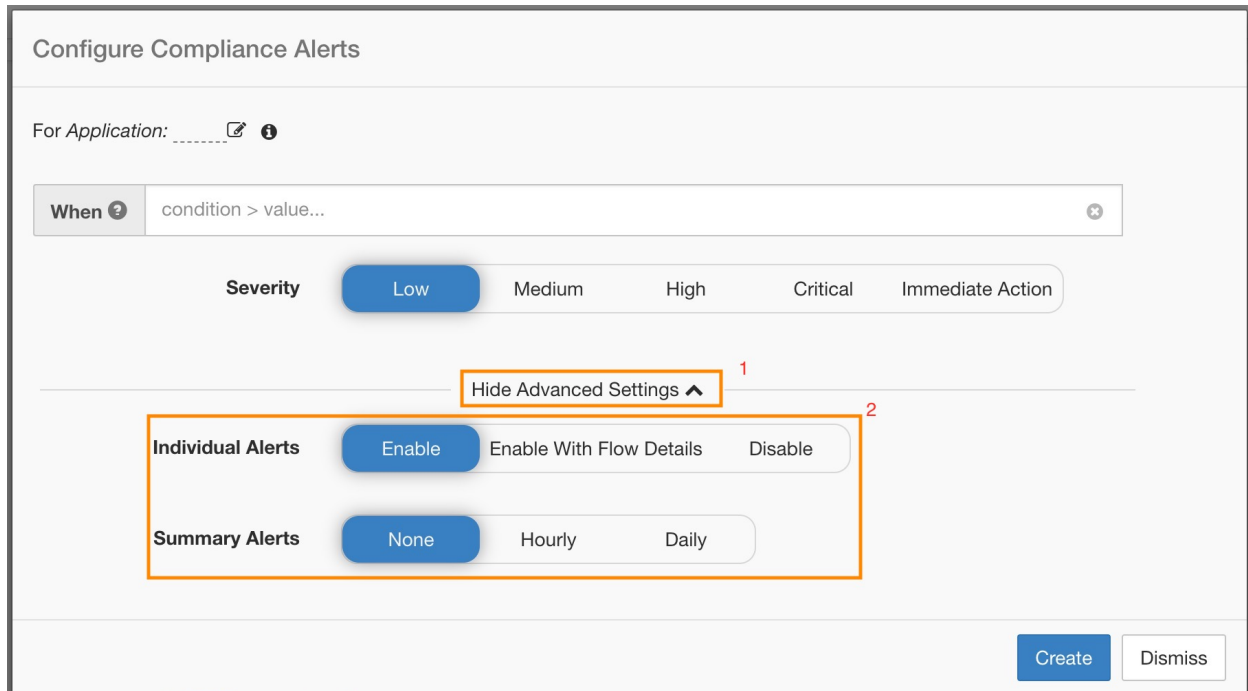 Configure Compliance Alerts
For Application:
When condition > value...
Severity Low Medium High Critical Immediate Action
Hide Advanced Settings 1
2
Individual Alerts Enable Enable With Flow Details Disable
Summary Alerts None Hourly Daily
Create Dismiss